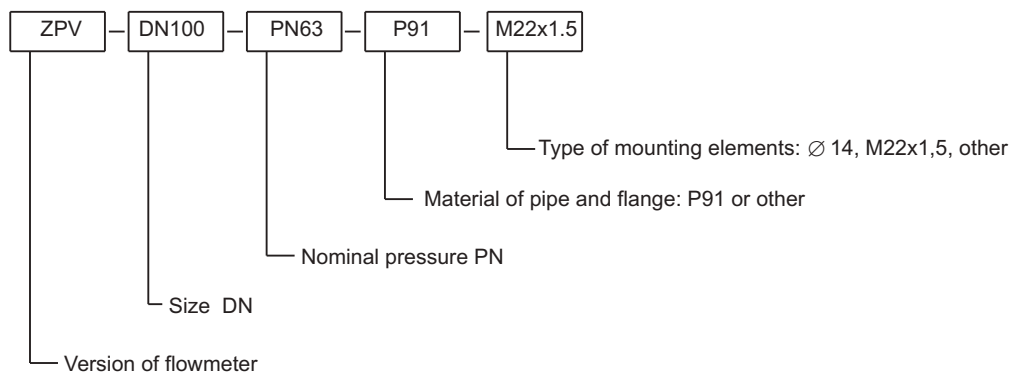 ZPV – DN100 – PN63 – P91 – M22x1.5
Type of mounting elements: ∅ 14, M22x1,5, other
Material of pipe and flange: P91 or other
Nominal pressure PN
Size DN
Version of flowmeter